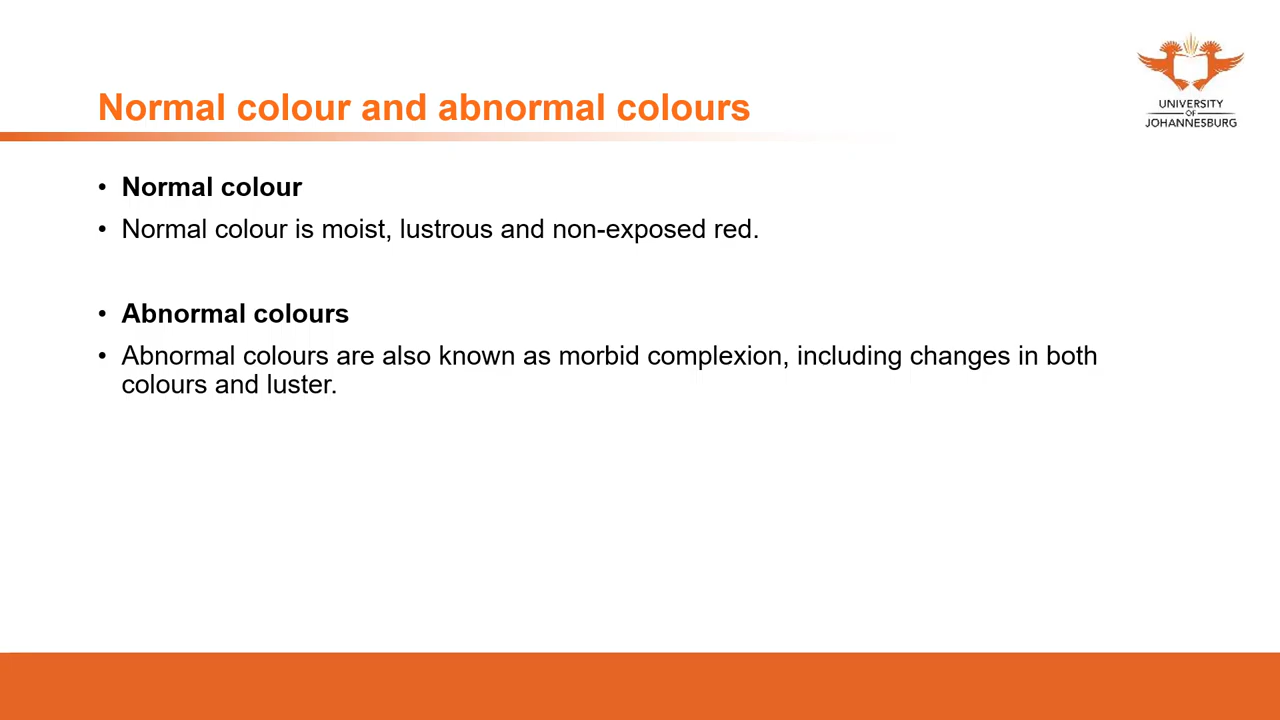 UNIVERSITY
OF
JOHANNESBURG
Normal colour and abnormal colours
• Normal colour
• Normal colour is moist, lustrous and non-exposed red.
• Abnormal colours
• Abnormal colours are also known as morbid complexion, including changes in both
colours and luster.